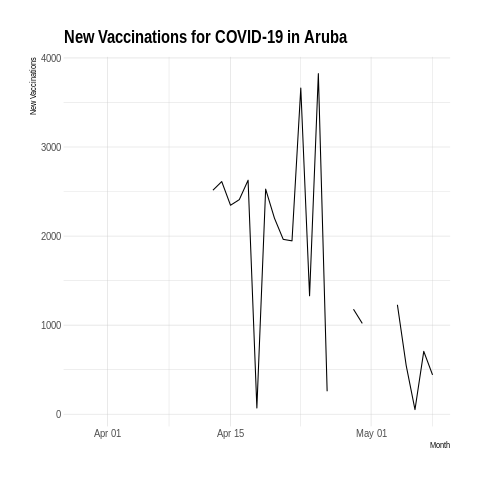 New Vaccinations for COVID-19 in Aruba
New Vaccinations
4000
3000
2000
1000
0
Apr 01
Apr 15
May 01
Month